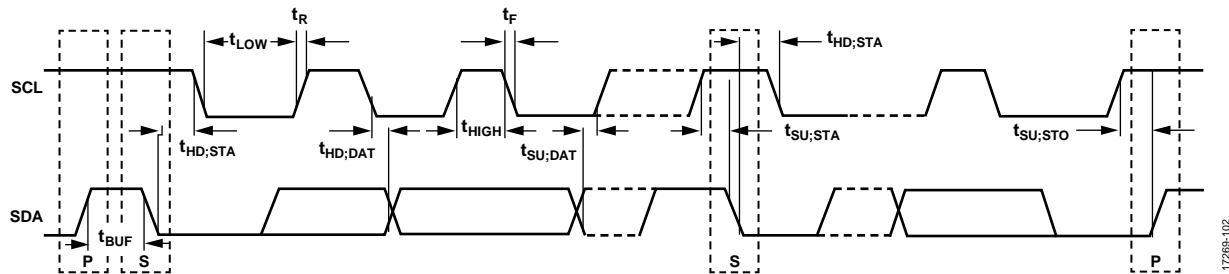 tR
tF
tLOW
tHD;STA
SCL
tHD;STA
tHD;DAT
tHIGH
tSU;DAT
tSU;STA
tSU;STO
SDA
tBUF
P
S
S
P
17269-102